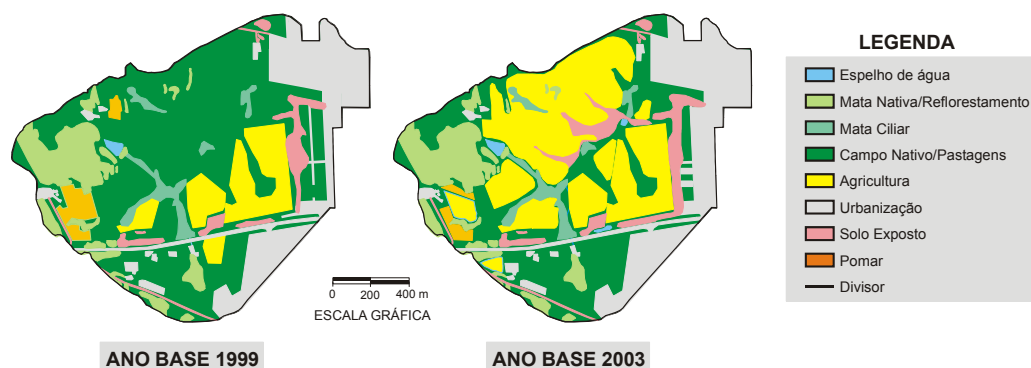 LEGENDA
Espelho de água
Mata Nativa/Reflorestamento
Mata Ciliar
Campo Nativo/Pastagens
Agricultura
Urbanização
Solo Exposto
Pomar
Divisor
0 200 400 m
ESCALA GRÁFICA
ANO BASE 1999
ANO BASE 2003